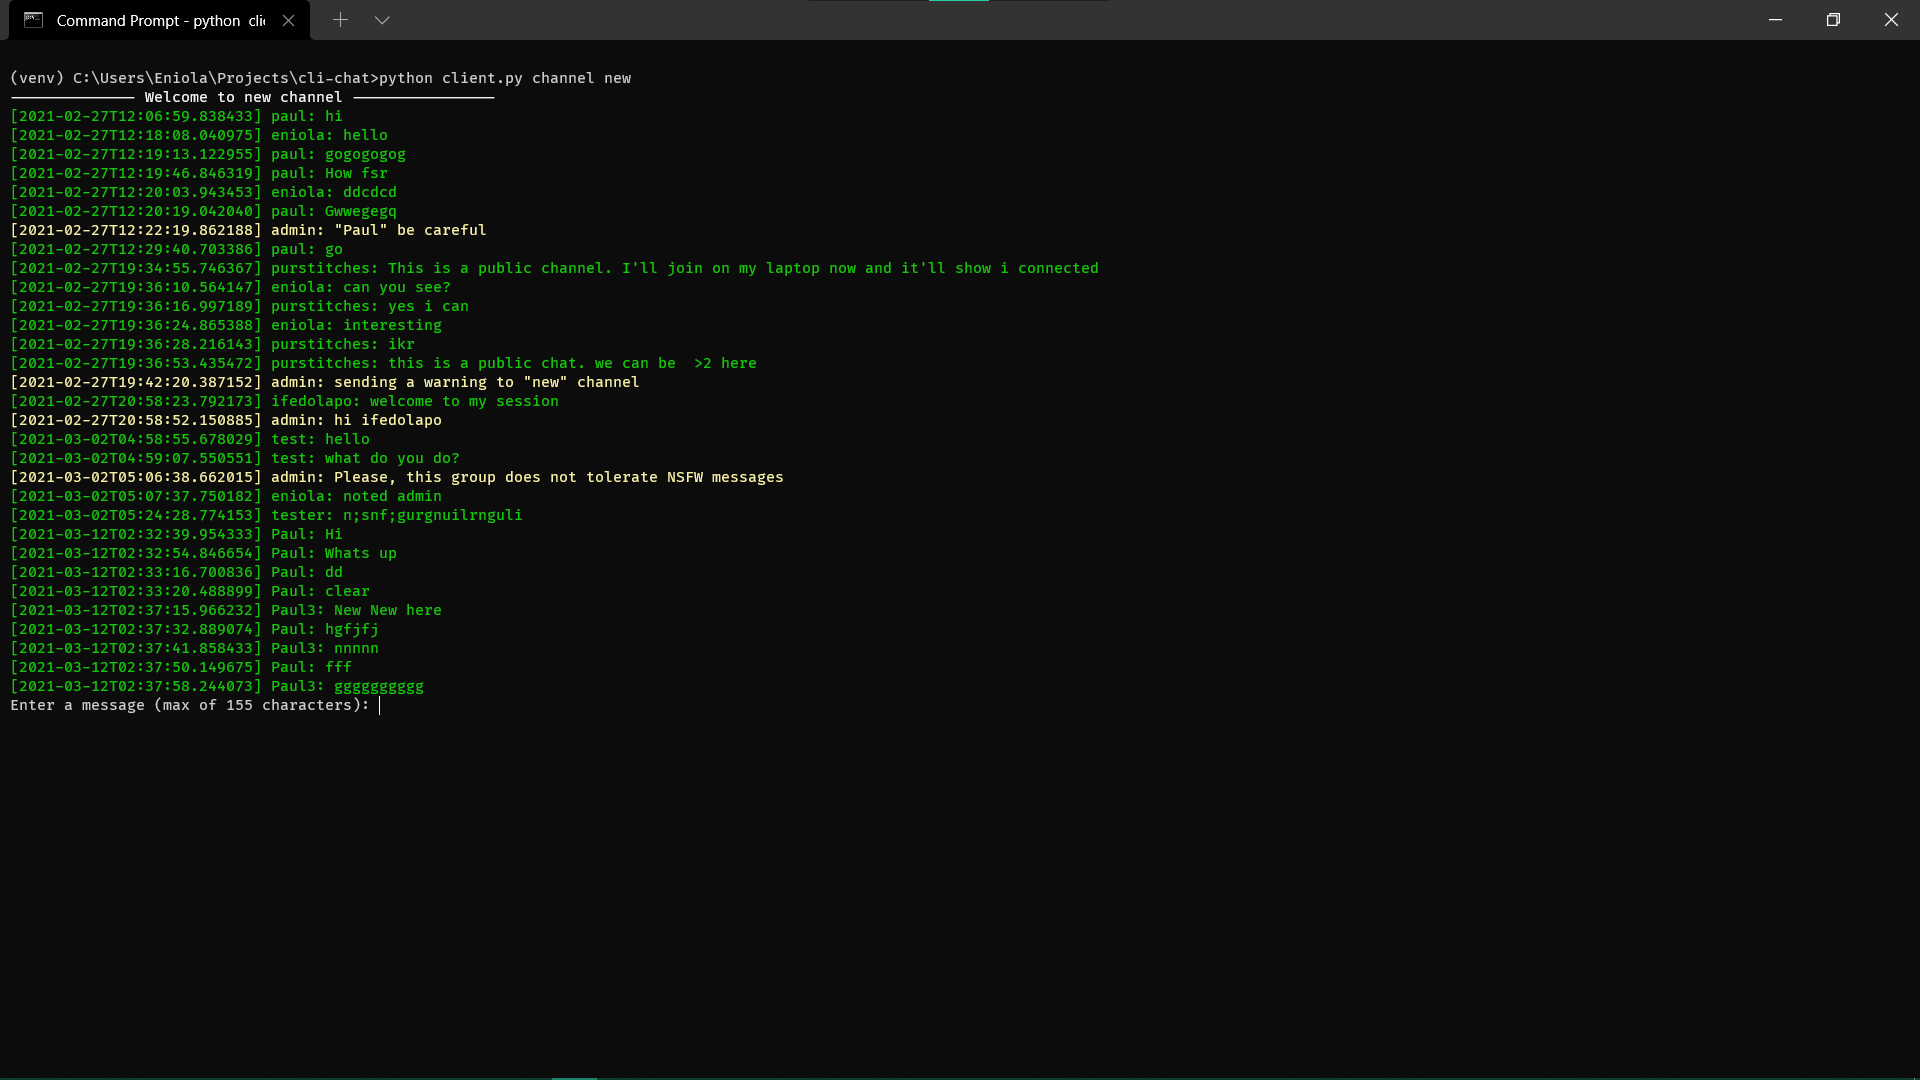 Command Prompt - python  cli
(venv) C:\Users\Eniola\Projects\cli-chat>python client.py channel new
────────────── Welcome to new channel ────────────────
[2021-02-27T12:06:59.838433] paul: hi
[2021-02-27T12:18:08.040975] eniola: hello
[2021-02-27T12:19:13.122955] paul: gogogogog
[2021-02-27T12:19:46.846319] paul: How fsr
[2021-02-27T12:20:03.943453] eniola: ddcdcd
[2021-02-27T12:20:19.042040] paul: Gwwegegq
[2021-02-27T12:22:19.862188] admin: "Paul" be careful
[2021-02-27T12:29:40.703386] paul: go
[2021-02-27T19:34:55.746367] purstitches: This is a public channel. I'll join on my laptop now and it'll show i connected
[2021-02-27T19:36:10.564147] eniola: can you see?
[2021-02-27T19:36:16.997189] purstitches: yes i can
[2021-02-27T19:36:24.865388] eniola: interesting
[2021-02-27T19:36:28.216143] purstitches: ikr
[2021-02-27T19:36:53.435472] purstitches: this is a public chat. we can be  >2 here
[2021-02-27T19:42:20.387152] admin: sending a warning to "new" channel
[2021-02-27T20:58:23.792173] ifedolapo: welcome to my session
[2021-02-27T20:58:52.150885] admin: hi ifedolapo
[2021-03-02T04:58:55.678029] test: hello
[2021-03-02T04:59:07.550551] test: what do you do?
[2021-03-02T05:06:38.662015] admin: Please, this group does not tolerate NSFW messages
[2021-03-02T05:07:37.750182] eniola: noted admin
[2021-03-02T05:24:28.774153] tester: n;snf;gurgnuilrnguli
[2021-03-12T02:32:39.954333] Paul: Hi
[2021-03-12T02:32:54.846654] Paul: Whats up
[2021-03-12T02:33:16.700836] Paul: dd
[2021-03-12T02:33:20.488899] Paul: clear
[2021-03-12T02:37:15.966232] Paul3: New New here
[2021-03-12T02:37:32.889074] Paul: hgfjfj
[2021-03-12T02:37:41.858433] Paul3: nnnnn
[2021-03-12T02:37:50.149675] Paul: fff
[2021-03-12T02:37:58.244073] Paul3: gggggggggg
Enter a message (max of 155 characters):